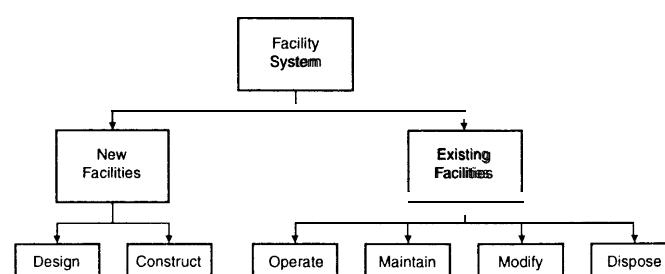 Facility
System
New
Facilities
Existing
Facilities
Design
Construct
Operate
Maintain
Modify
Dispose